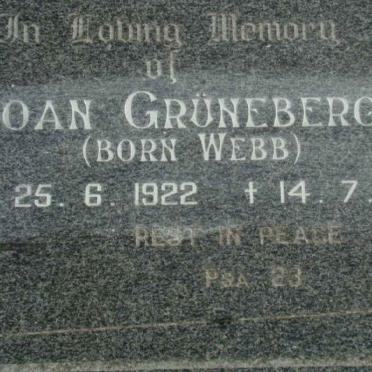 In Loving Memory
of
OAN GRÜNEBERG
(BORN WEBB)
25. 6. 1922 † 14. 7.
REST IN PEACE
PSA 23